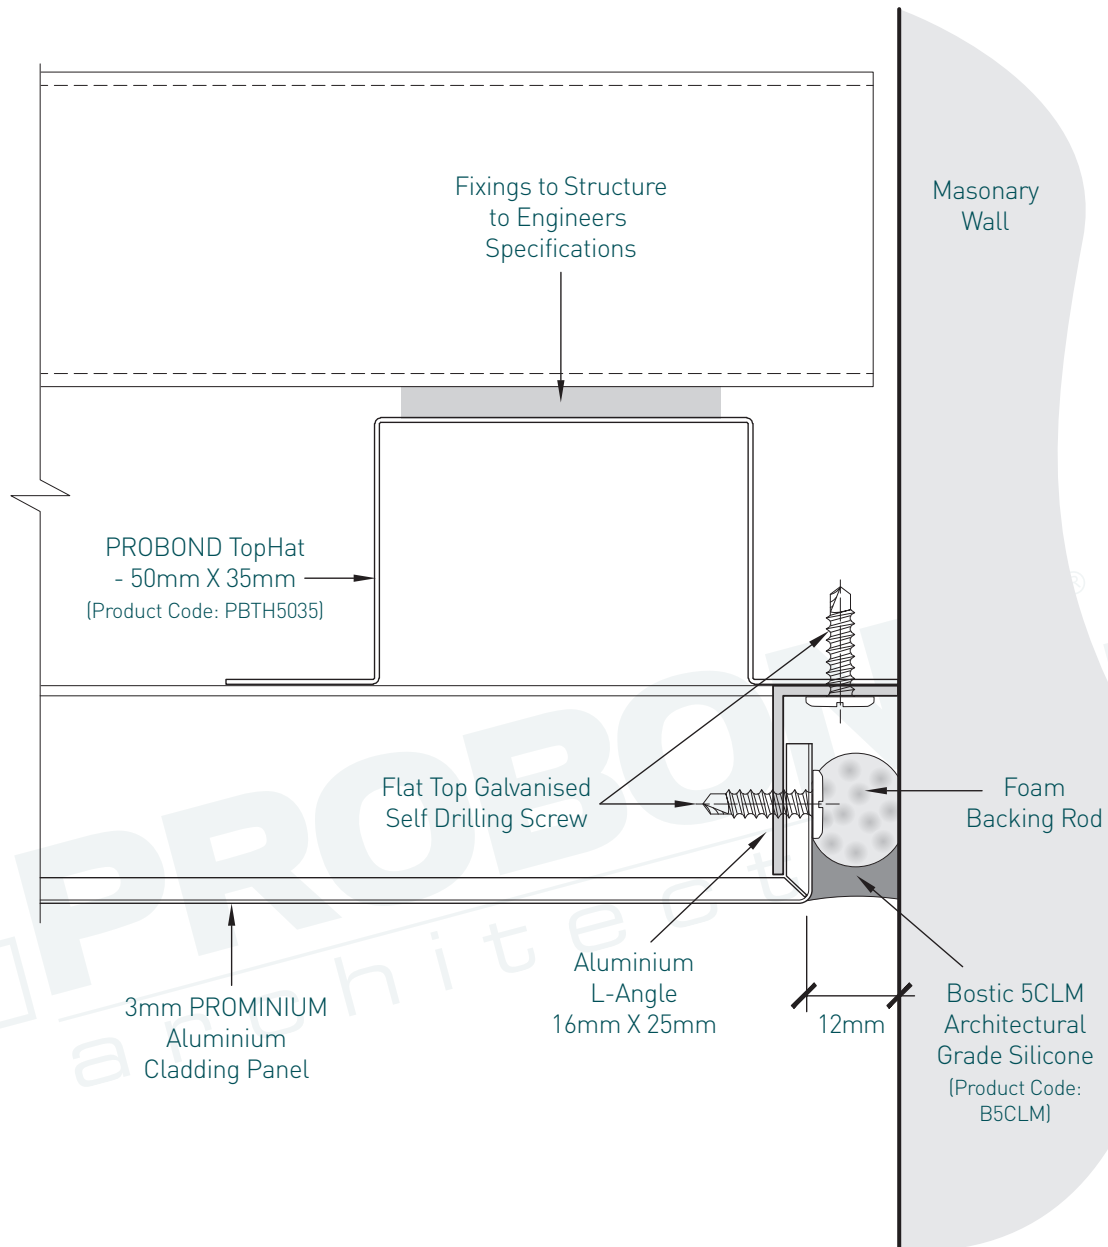 Fixings to Structure
to Engineers
Specifications
Masonary
Wall
PROBOND TopHat
- 50mm X 35mm
(Product Code: PBTH5035)
®
PROBON
architect
Flat Top Galvanised
Self Drilling Screw
Foam
Backing Rod
Aluminium
L-Angle
16mm X 25mm
12mm
3mm PROMINIUM
Aluminium
Cladding Panel
Bostic 5CLM
Architectural
Grade Silicone
(Product Code:
B5CLM)